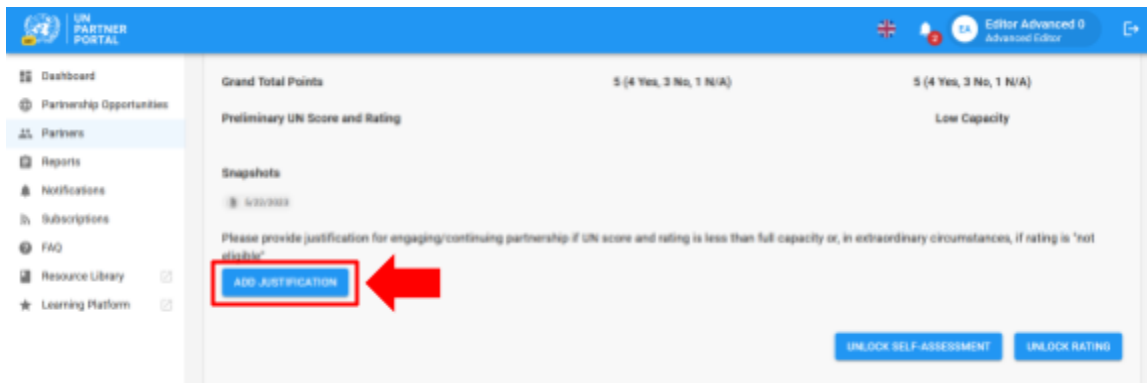 UN
PARTNER
PORTAL
2
EA
Editor Advanced 0
Advanced Editor
Dashboard
Partnership Opportunities
Partners
Reports
Notifications
Subscriptions
FAQ
Resource Library
Learning Platform
Grand Total Points 5 (4 Yes, 3 No, 1 N/A) 5 (4 Yes, 3 No, 1 N/A)
Preliminary UN Score and Rating Low Capacity
Snapshots
Please provide justification for engaging/continuing partnership if UN score and rating is less than full capacity or, in extraordinary circumstances, if rating is "not
eligible"
ADD JUSTIFICATION
UNLOCK SELF-ASSESSMENT UNLOCK RATING